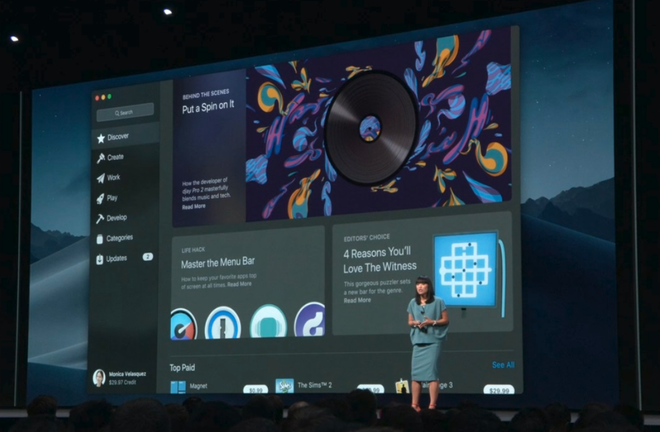 Search
Discover
Create
Work
Play
Develop
Categories
Updates
2
Monica Velasquez
$29.97 Credit
BEHIND THE SCENES
Put a Spin on It
How the developer of
djay Pro 2 masterfully
blends music and tech.
Read More
LIFE HACK
Master the Menu Bar
How to keep your favorite apps top
of screen at all times. Read More
EDITORS' CHOICE
4 Reasons You'll
Love The Witness
This gorgeous puzzler sets
a new bar for the genre.
Read More
Top Paid
See All
Magnet
$0.99
The Sims™ 2
3
$29.99